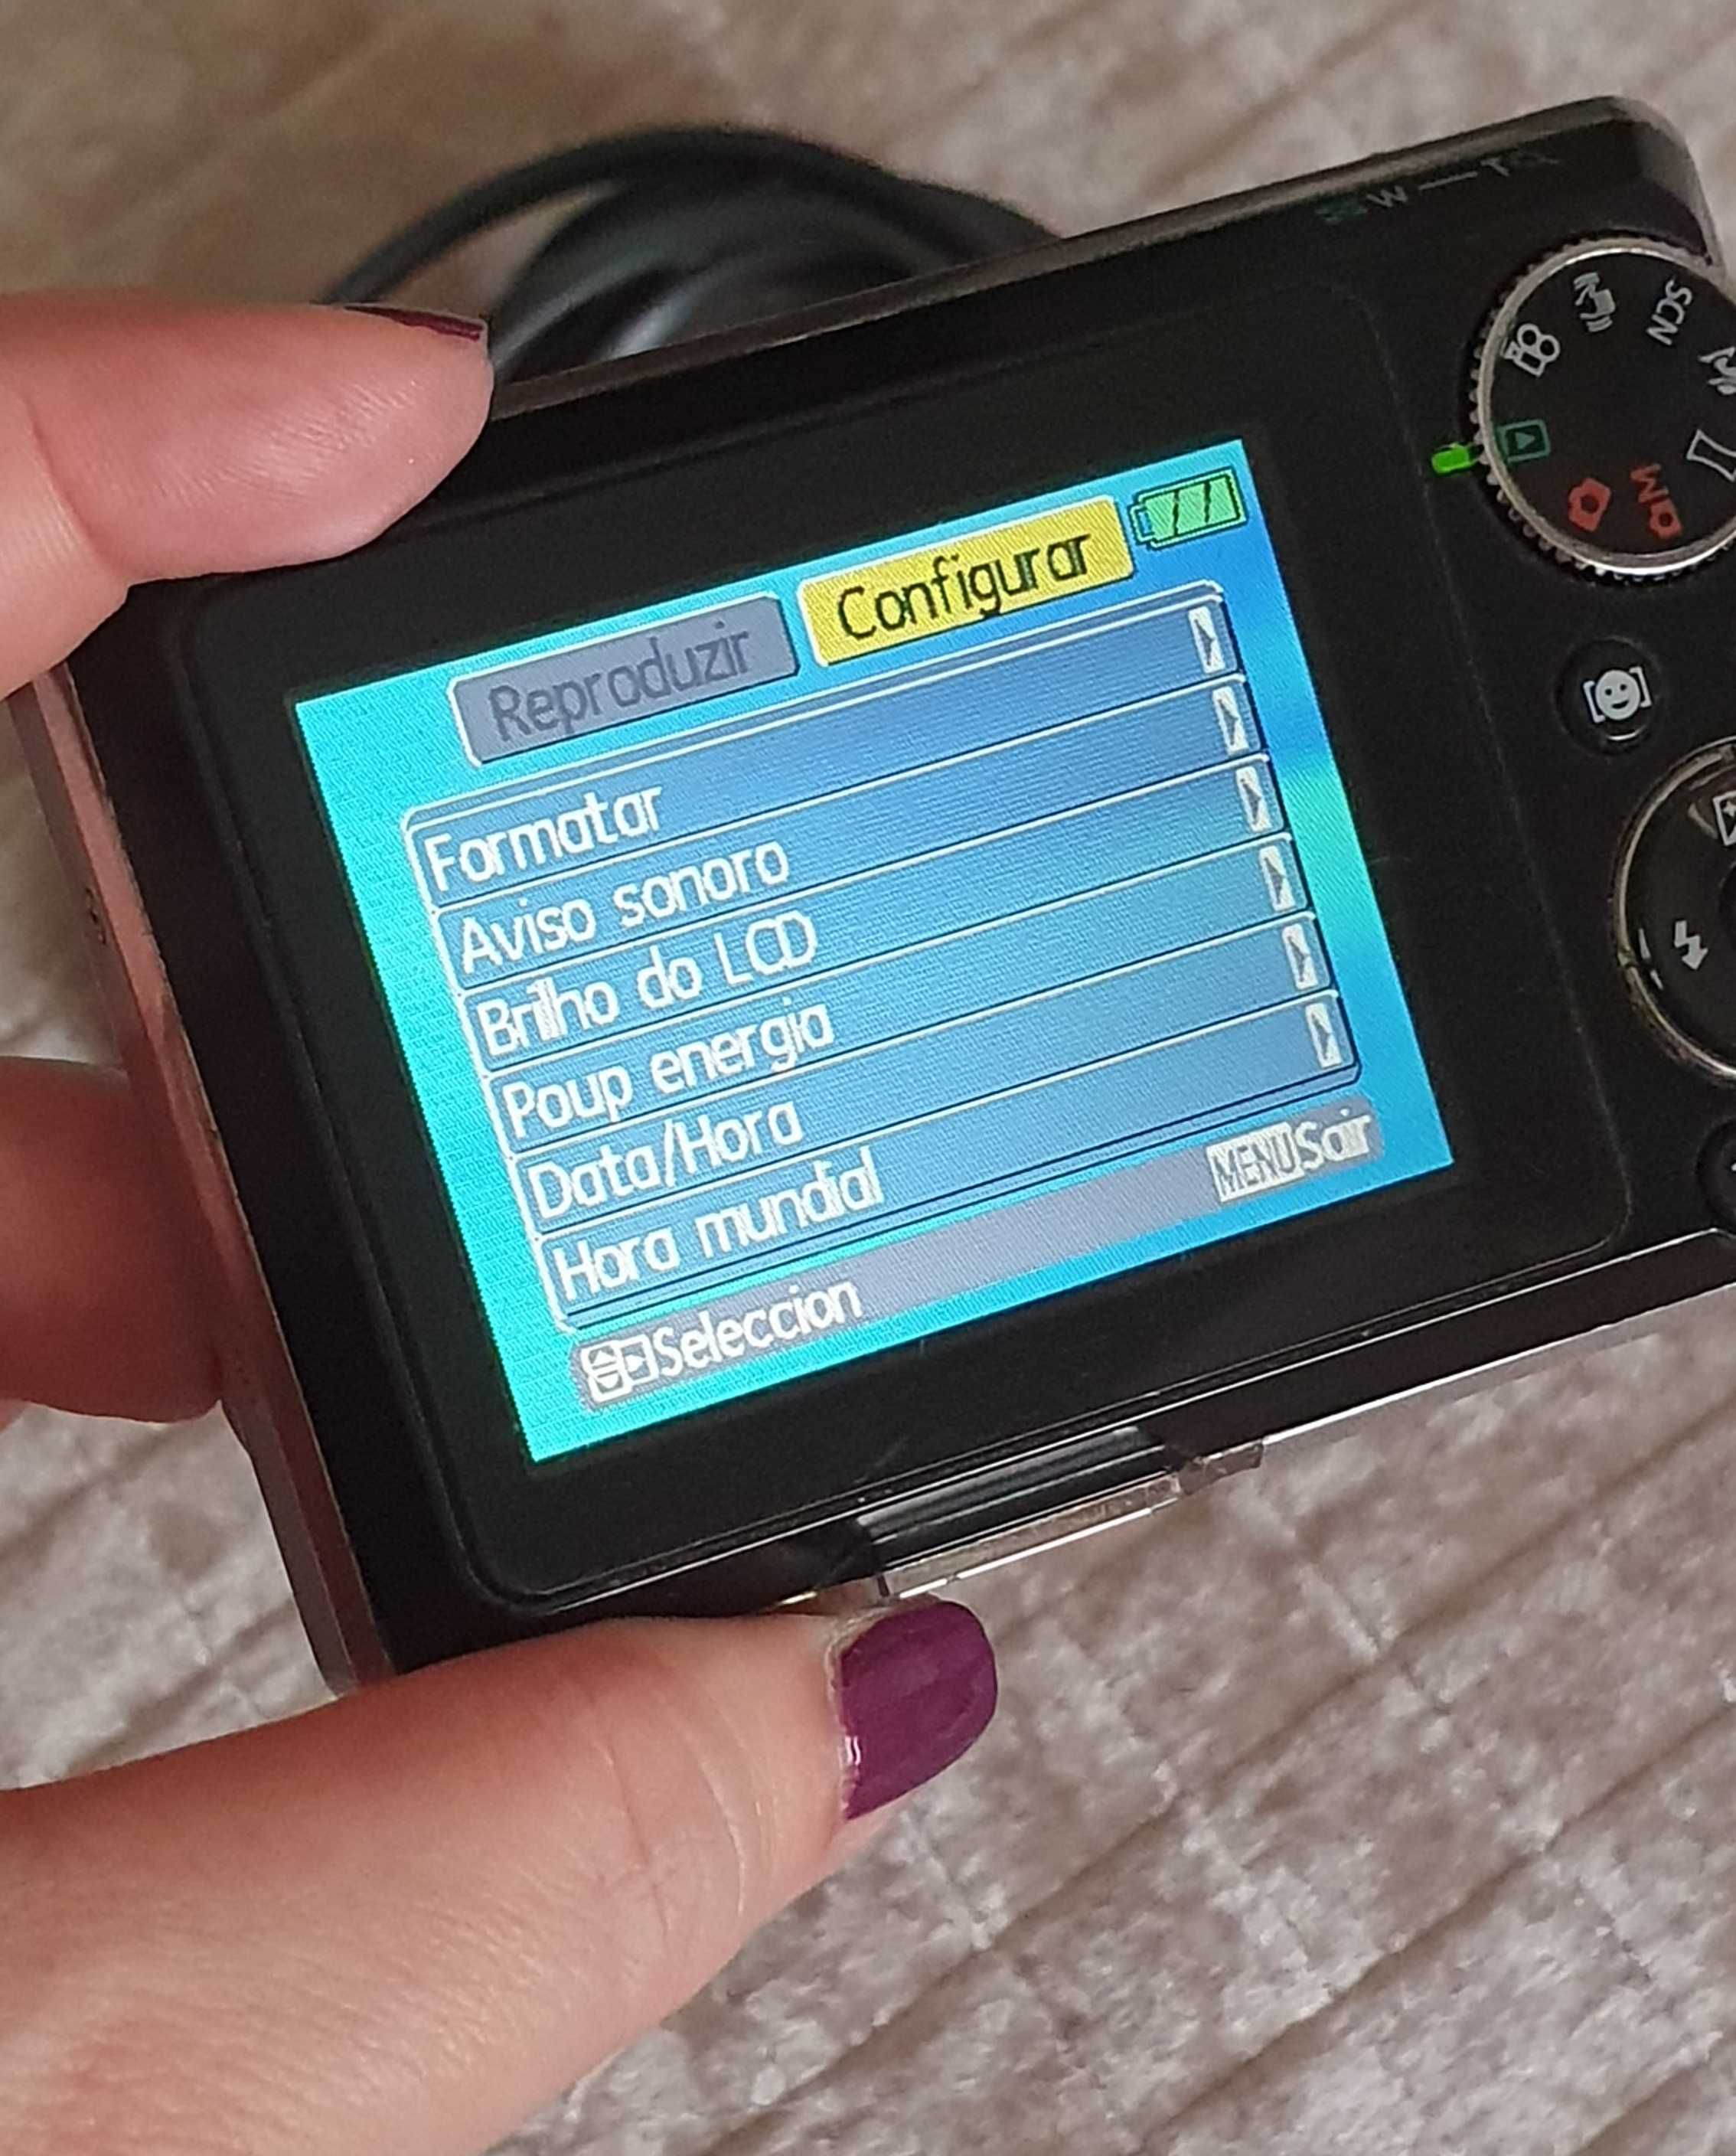 W — T
SCN
M
Reproduzir Configurar
Formatar
Aviso sonoro
Brilho do LCD
Poup energia
Data/Hora
Hora mundial
Seleccion MENU Sair